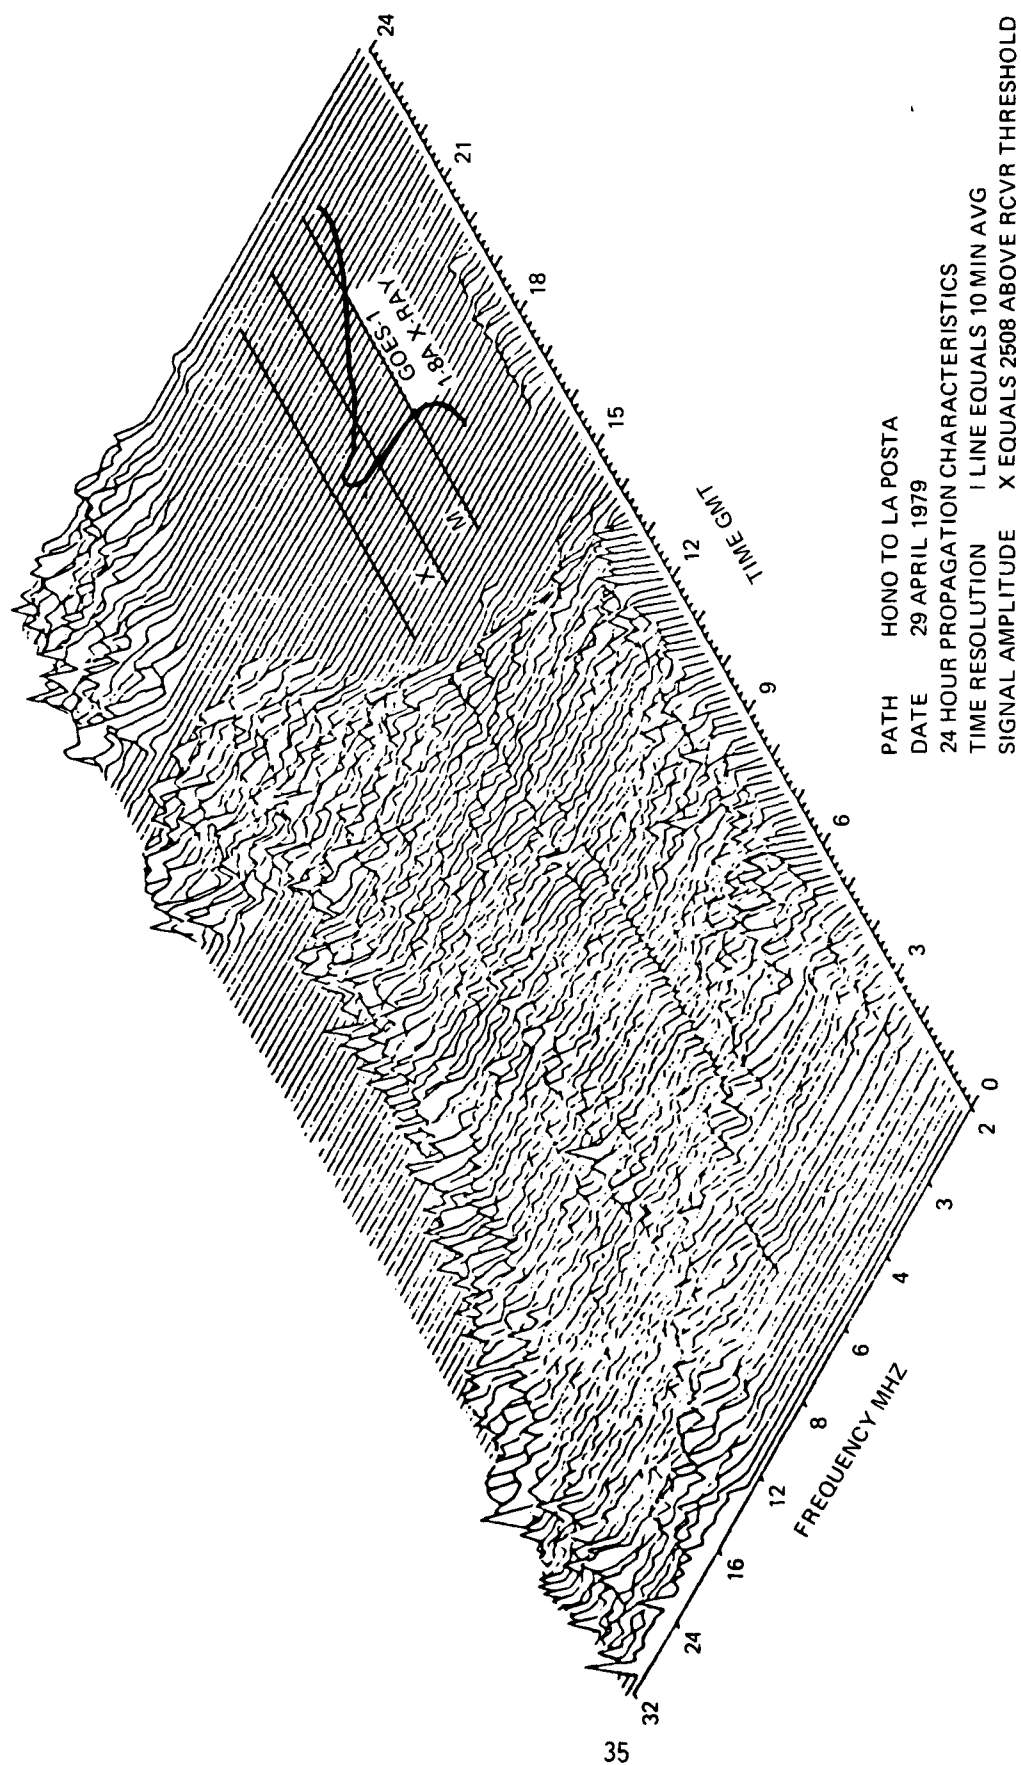 GOES-1
1-8A X-RAY
X
M
24
21
18
15
12
9
6
3
0
TIME GMT
2
3
4
6
8
12
16
24
32
FREQUENCY MHZ
PATH HONO TO LA POSTA
DATE 29 APRIL 1979
24 HOUR PROPAGATION CHARACTERISTICS
TIME RESOLUTION I LINE EQUALS 10 MIN AVG
SIGNAL AMPLITUDE X EQUALS 2508 ABOVE RCVR THRESHOLD
35